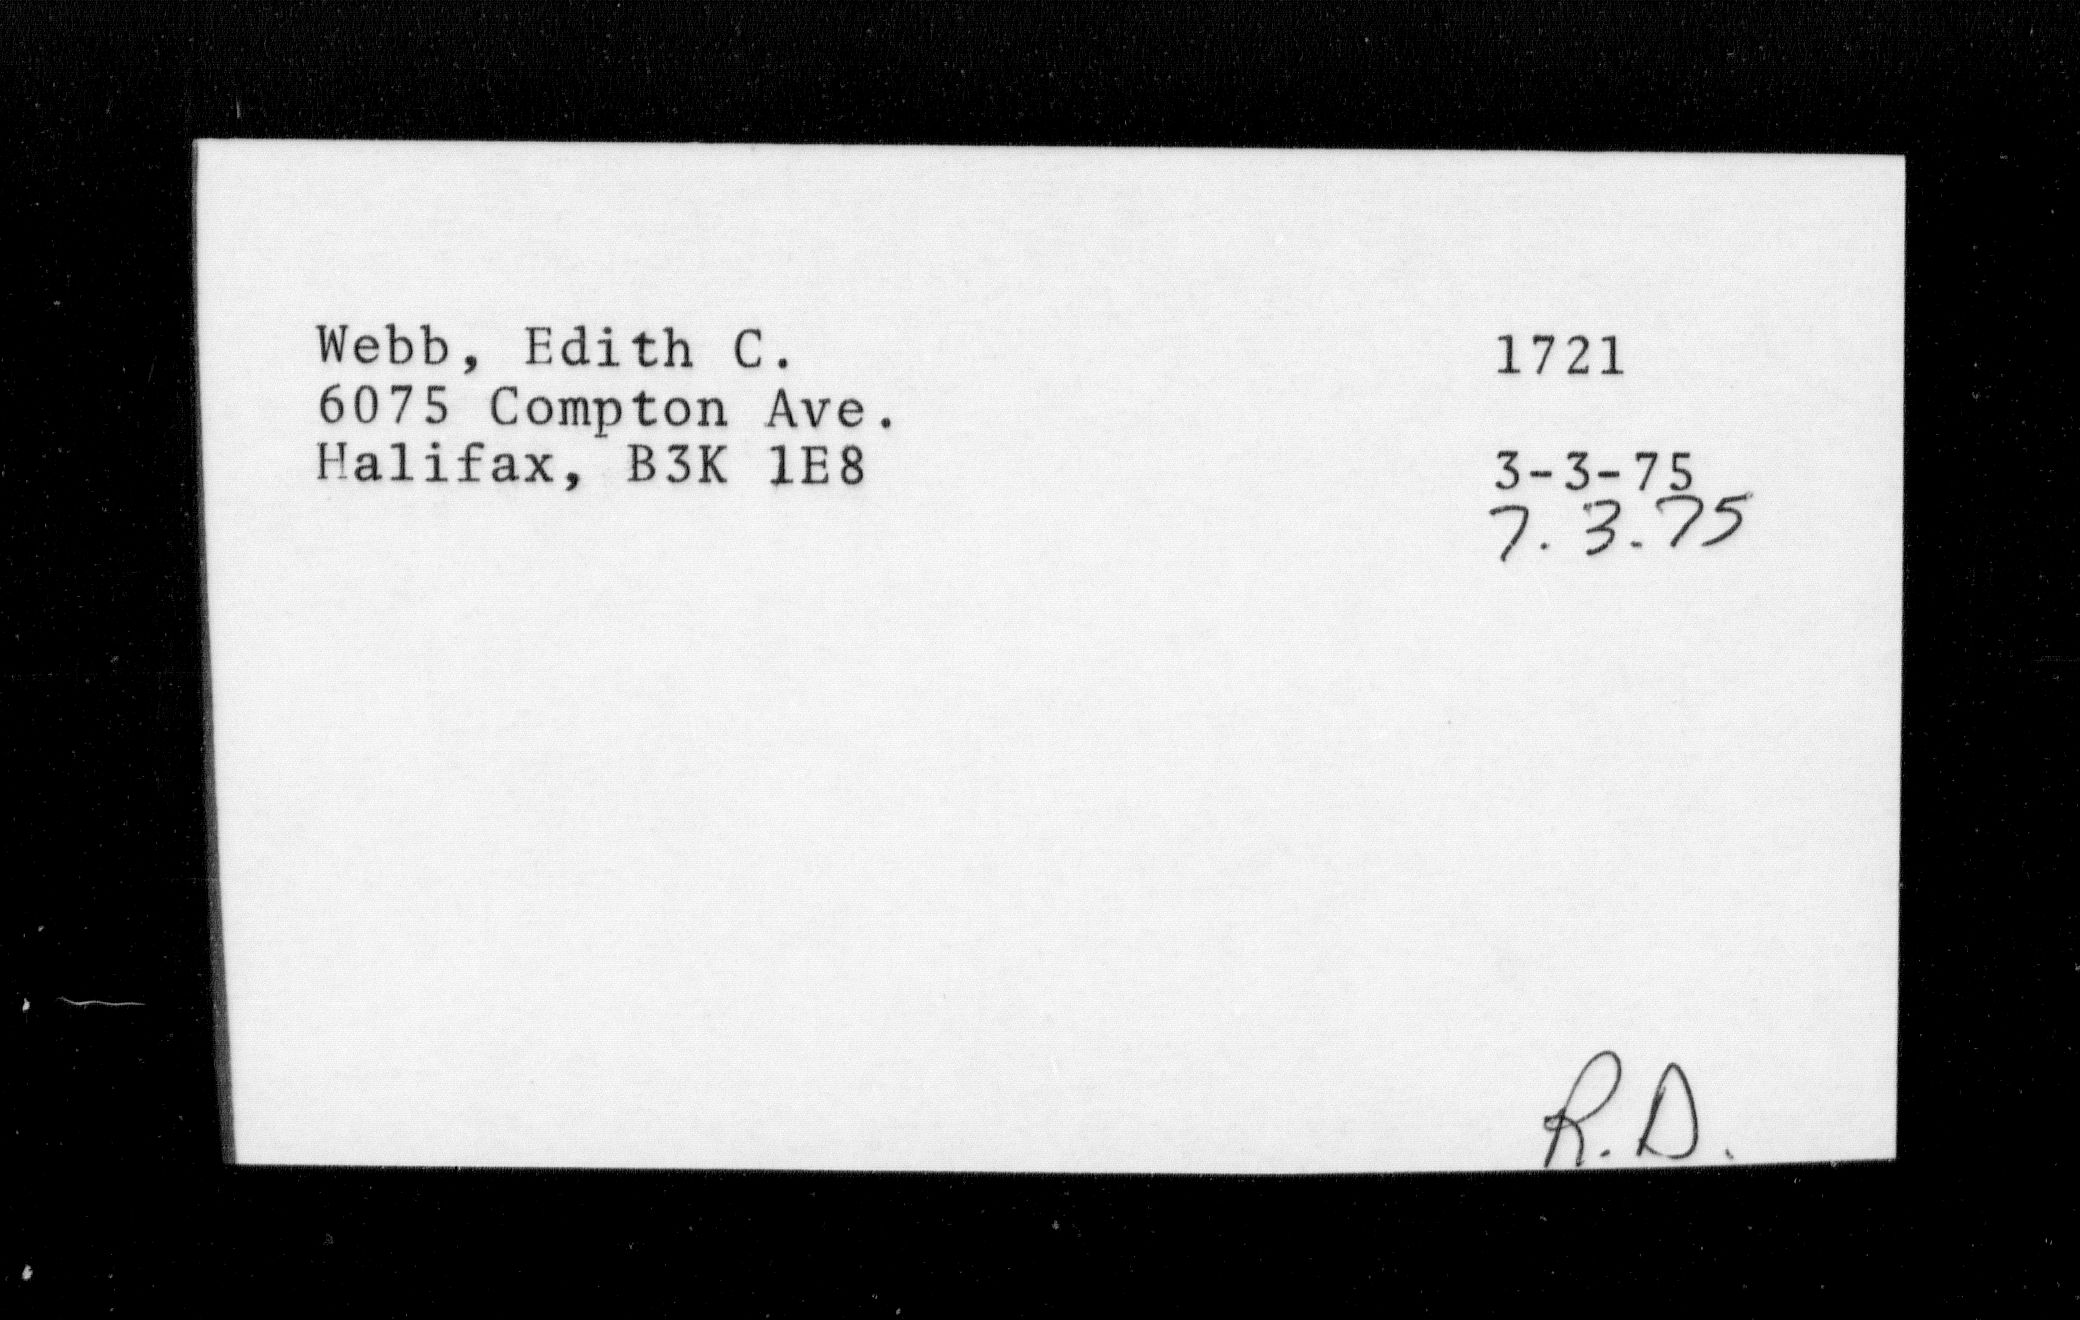 Webb, Edith C. 1721
6075 Compton Ave.
Halifax, B3K 1E8 3-3-75
7.3.75
R.D.